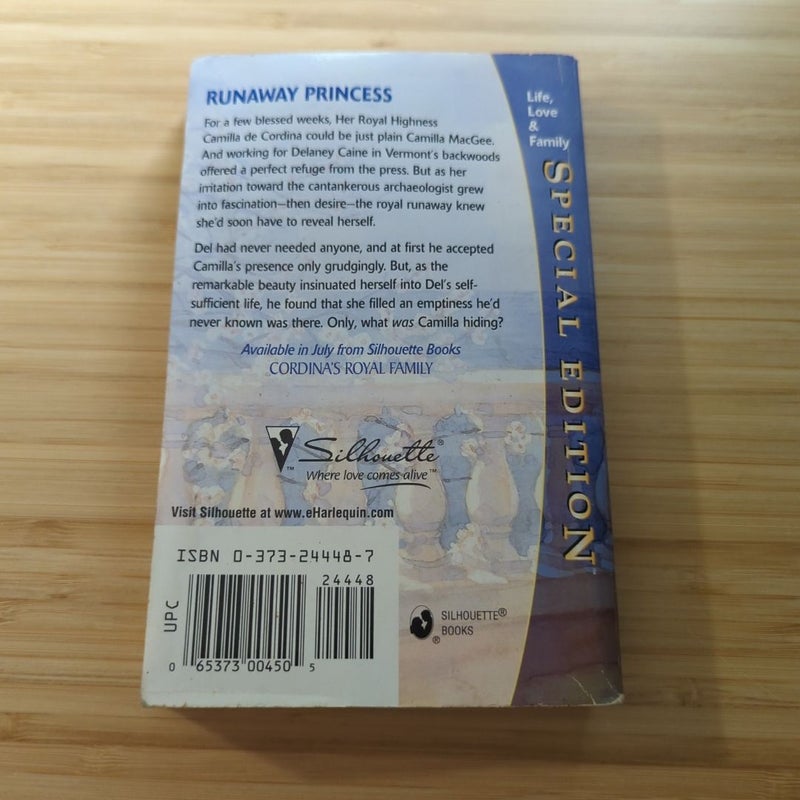 RUNAWAY PRINCESS
For a few blessed weeks, Her Royal Highness
Camilla de Cordina could be just plain Camilla MacGee.
And working for Delaney Caine in Vermont's backwoods
offered a perfect refuge from the press. But as her
irritation toward the cantankerous archaeologist grew
into fascination—then desire—the royal runaway knew
she'd soon have to reveal herself.
Del had never needed anyone, and at first he accepted
Camilla's presence only grudgingly. But, as the
remarkable beauty insinuated herself into Del's self-
sufficient life, he found that she filled an emptiness he'd
never known was there. Only, what was Camilla hiding?
Available in July from Silhouette Books
CORDINA'S ROYAL FAMILY
Silhouette®
™ Where love comes alive™
Visit Silhouette at www.eHarlequin.com
ISBN 0-373-24448-7
24448
UPC
0 65373 00450 5
SILHOUETTE®
BOOKS
®
Life,
Love
&
Family
SPECIAL EDITION™